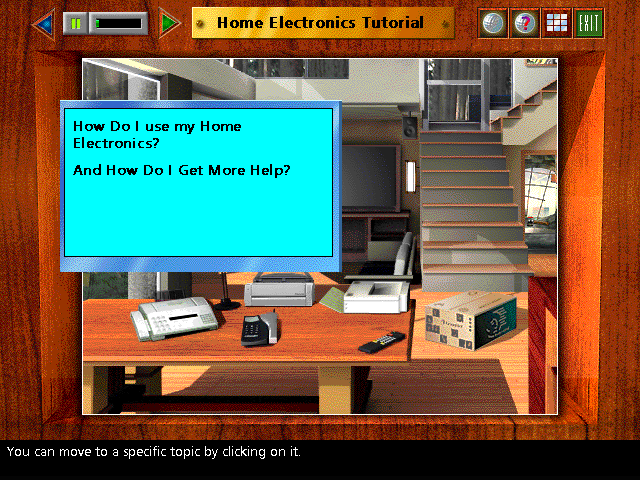 Home Electronics Tutorial
EXIT
How Do I use my Home
Electronics?
And How Do I Get More Help?
You can move to a specific topic by clicking on it.